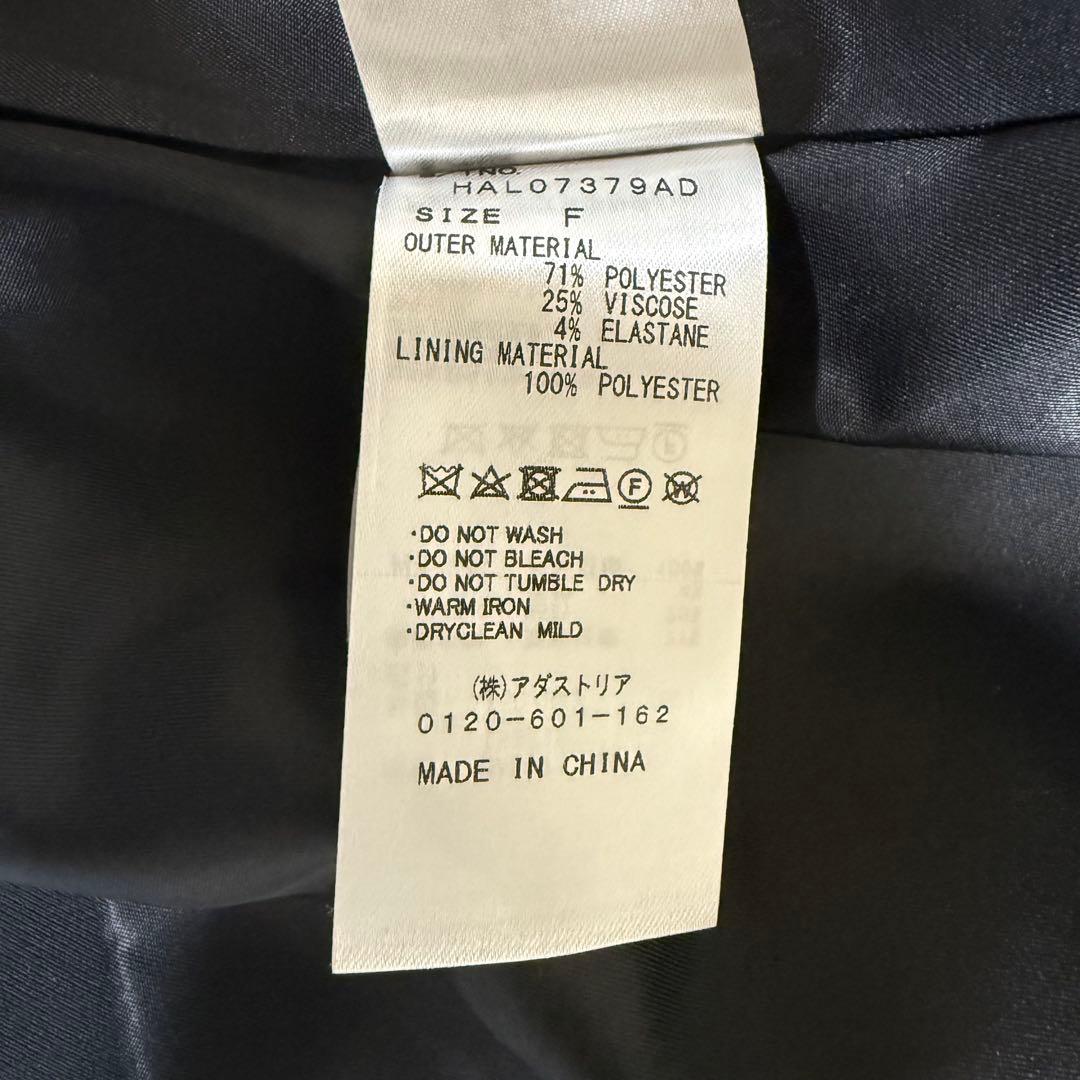 HAL07379AD
SIZE F
OUTER MATERIAL
71% POLYESTER
25% VISCOSE
4% ELASTANE
LINING MATERIAL
100% POLYESTER
F W
・DO NOT WASH
・DO NOT BLEACH
・DO NOT TUMBLE DRY
・WARM IRON
・DRYCLEAN MILD
(株)アダストリア
0120-601-162
MADE IN CHINA